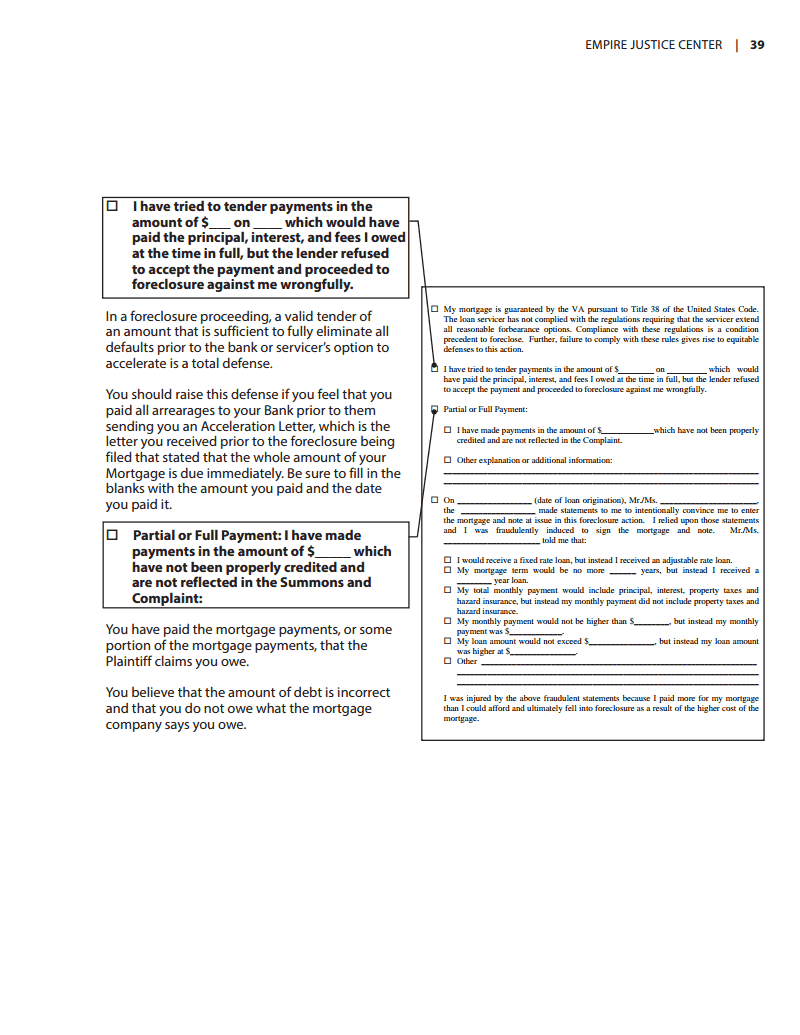 EMPIRE JUSTICE CENTER | 39
☐ I have tried to tender payments in the
amount of $___ on ____ which would have
paid the principal, interest, and fees I owed
at the time in full, but the lender refused
to accept the payment and proceeded to
foreclosure against me wrongfully.
In a foreclosure proceeding, a valid tender of
an amount that is sufficient to fully eliminate all
defaults prior to the bank or servicer's option to
accelerate is a total defense.
You should raise this defense if you feel that you
paid all arrearages to your Bank prior to them
sending you an Acceleration Letter, which is the
letter you received prior to the foreclosure being
filed that stated that the whole amount of your
Mortgage is due immediately. Be sure to fill in the
blanks with the amount you paid and the date
you paid it.
☐ Partial or Full Payment: I have made
payments in the amount of $_____ which
have not been properly credited and
are not reflected in the Summons and
Complaint:
You have paid the mortgage payments, or some
portion of the mortgage payments, that the
Plaintiff claims you owe.
You believe that the amount of debt is incorrect
and that you do not owe what the mortgage
company says you owe.
☐ My mortgage is guaranteed by the VA pursuant to Title 38 of the United States Code.
The loan servicer has not complied with the regulations requiring that the servicer extend
all reasonable forbearance options. Compliance with these regulations is a condition
precedent to foreclose. Further, failure to comply with these rules gives rise to equitable
defenses to this action.
☐ I have tried to tender payments in the amount of $________ on _________ which would
have paid the principal, interest, and fees I owed at the time in full, but the lender refused
to accept the payment and proceeded to foreclosure against me wrongfully.
☐ Partial or Full Payment:
☐ I have made payments in the amount of $____________which have not been properly
credited and are not reflected in the Complaint.
☐ Other explanation or additional information:
☐ On _________________ (date of loan origination), Mr./Ms. ______________________,
the _________________ made statements to me to intentionally convince me to enter
the mortgage and note at issue in this foreclosure action. I relied upon those statements
and I was fraudulently induced to sign the mortgage and note. Mr./Ms.
______________________ told me that:
☐ I would receive a fixed rate loan, but instead I received an adjustable rate loan.
☐ My mortgage term would be no more ______ years, but instead I received a
________ year loan.
☐ My total monthly payment would include principal, interest, property taxes and
hazard insurance, but instead my monthly payment did not include property taxes and
hazard insurance.
☐ My monthly payment would not be higher than $________, but instead my monthly
payment was $____________.
☐ My loan amount would not exceed $_______________, but instead my loan amount
was higher at $_______________.
☐ Other ______________________________
I was injured by the above fraudulent statements because I paid more for my mortgage
than I could afford and ultimately fell into foreclosure as a result of the higher cost of the
mortgage.